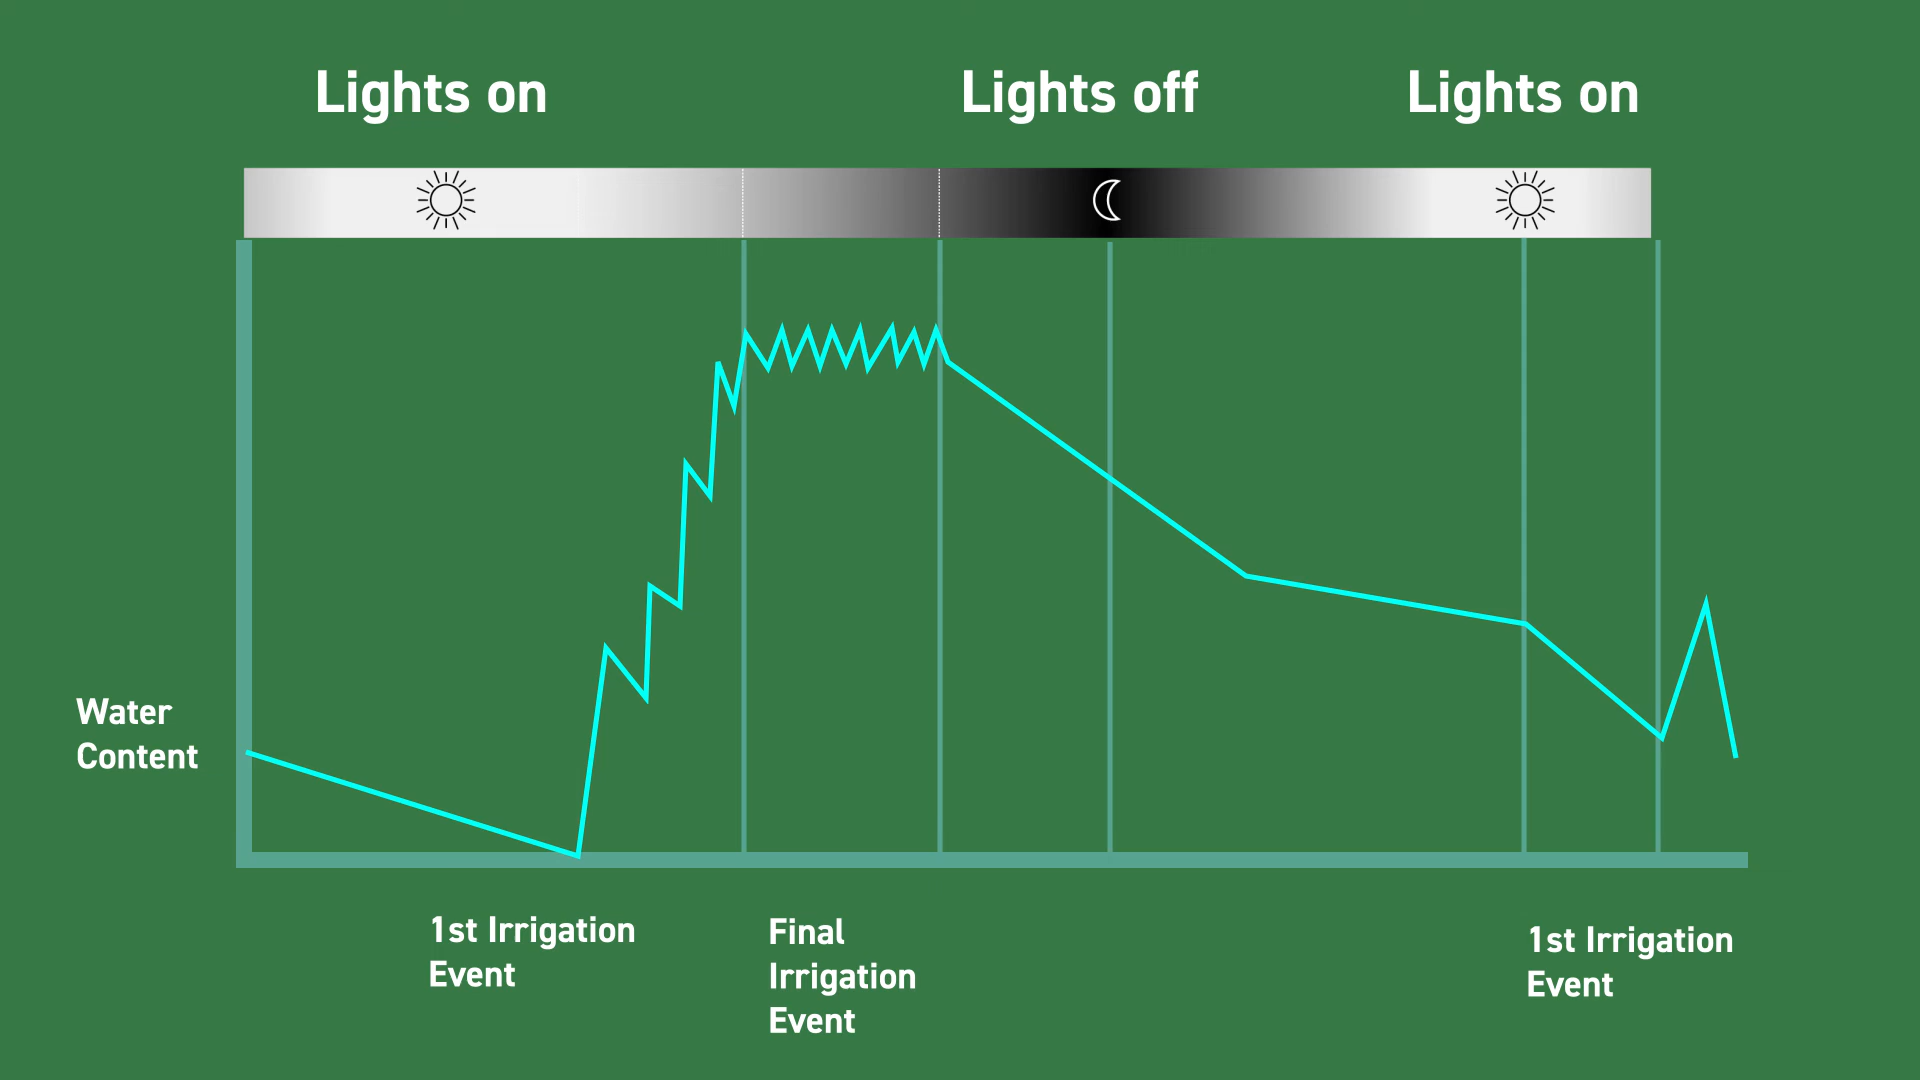 Lights on
Lights off
Lights on
Water
Content
1st Irrigation
Event
Final
Irrigation
Event
1st Irrigation
Event